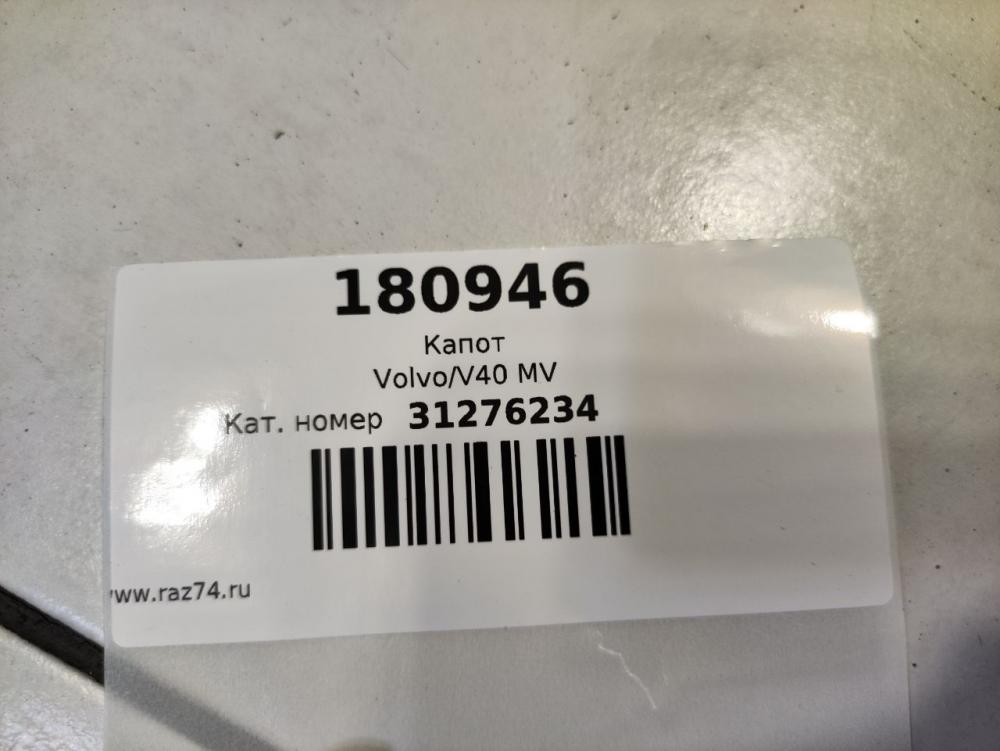 180946
Капот
Volvo/V40 MV
Кат. номер 31276234
www.raz74.ru